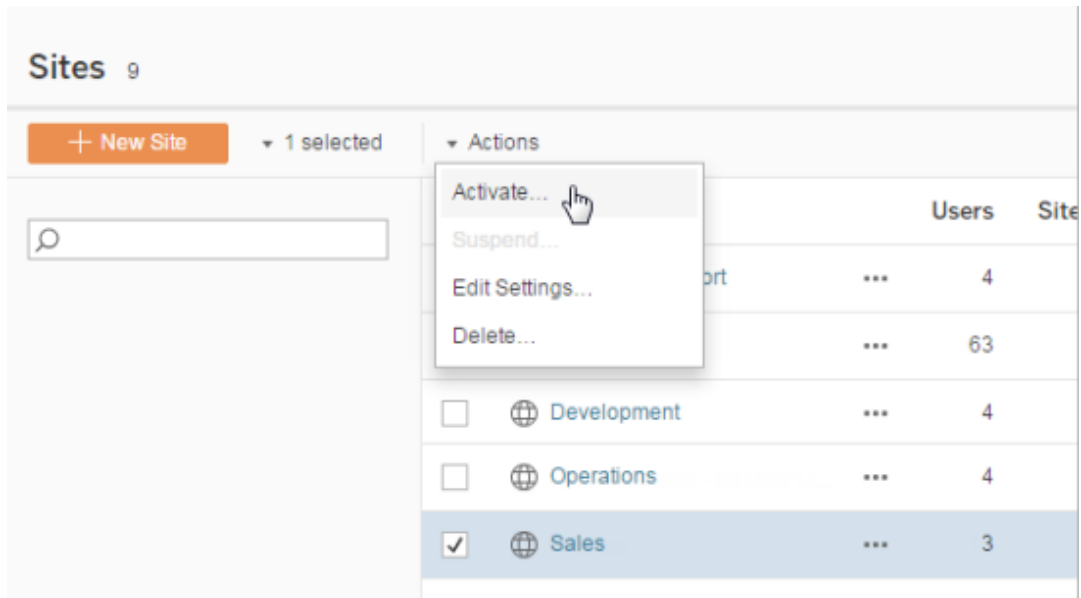 Sites 9
+ New Site
1 selected
Actions
Activate...
Suspend...
Edit Settings...
Delete...
Users Site
ort ... 4
... 63
Development ... 4
Operations ... 4
Sales ... 3